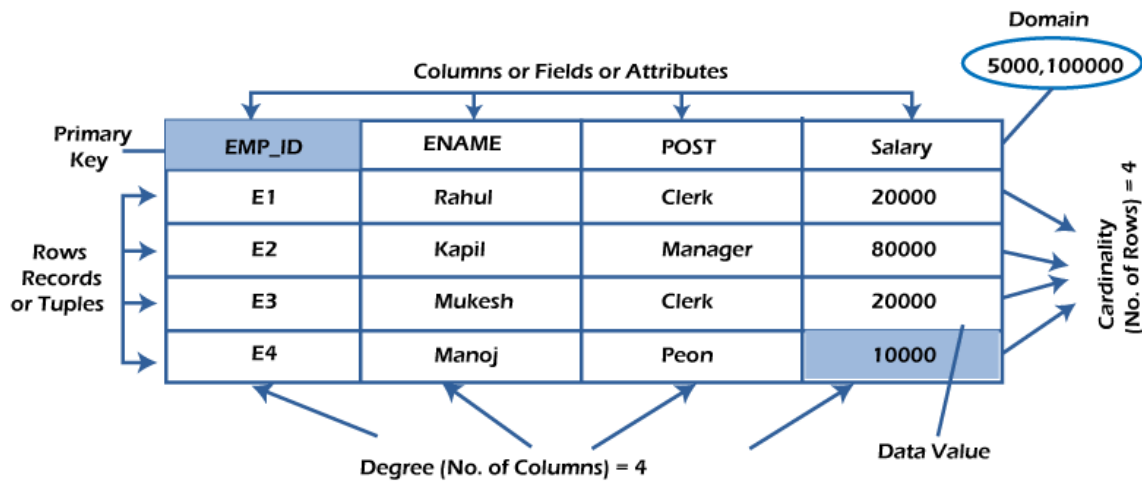 Domain
5000,100000
Columns or Fields or Attributes
Primary
Key
EMP_ID ENAME POST Salary
E1 Rahul Clerk 20000
E2 Kapil Manager 80000
E3 Mukesh Clerk 20000
E4 Manoj Peon 10000
Rows
Records
or Tuples
Cardinality
(No. of Rows) = 4
Degree (No. of Columns) = 4
Data Value